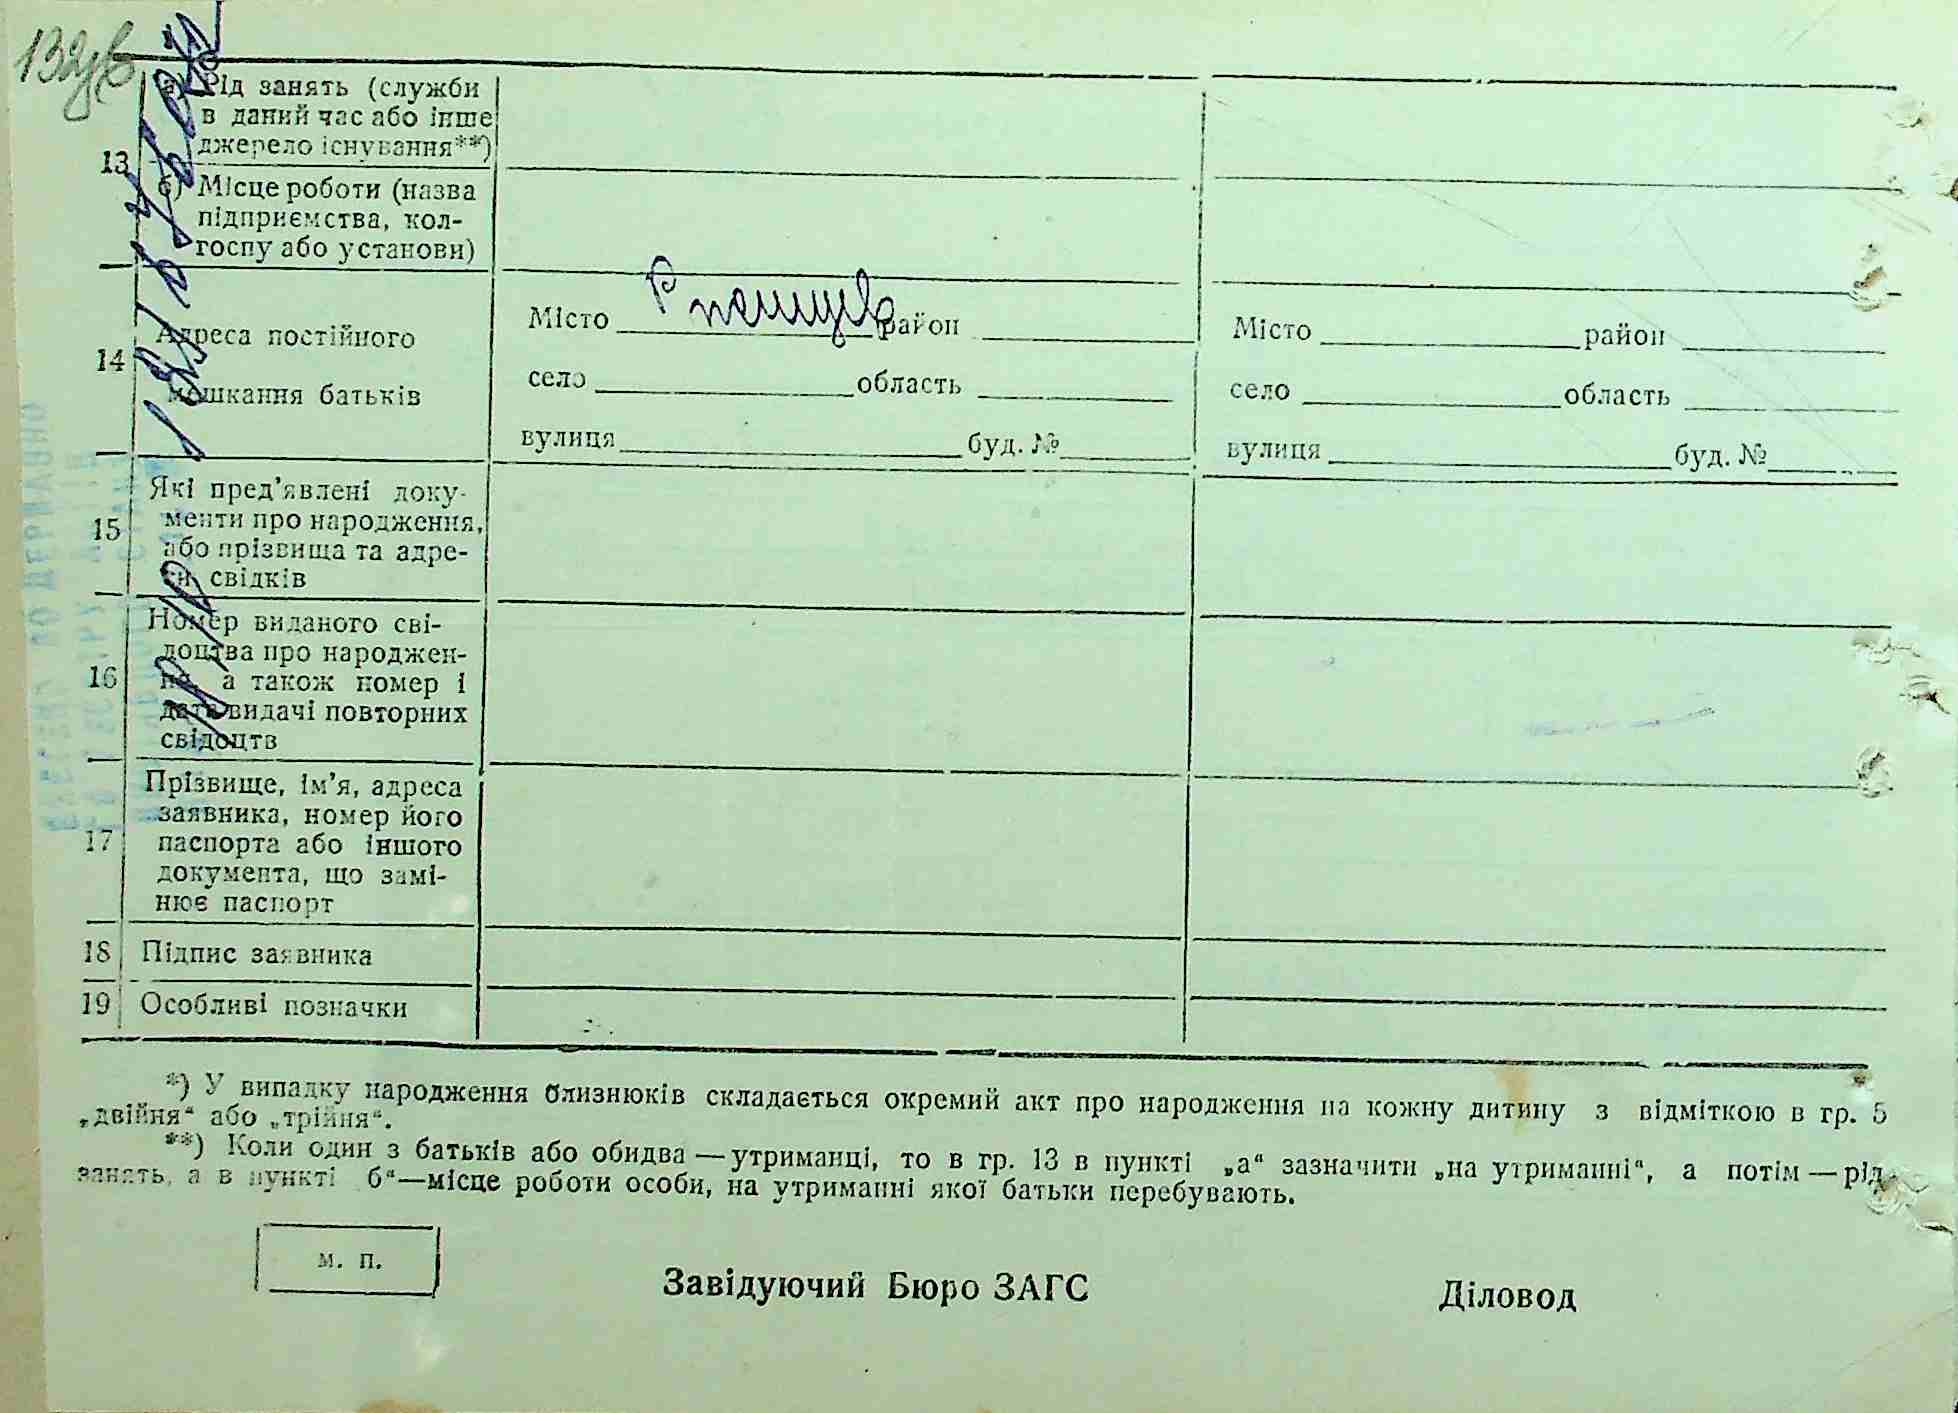 132
13
а) Рід занять (служби
в даний час або інше
джерело існування**)
б) Місце роботи (назва
підприємства, кол-
госпу або установи)
14
Адреса постійного
мешкання батьків
Місто район
село область
вулиця буд. №
Місто район
село область
вулиця буд. №
15
Які пред’явлені доку-
менти про народження,
або прізвища та адре-
си свідків
16
Номер виданого сві-
доцтва про народжен-
ня, а також номер і
дата видачі повторних
свідоцтв
17
Прізвище, ім’я, адреса
заявника, номер його
паспорта або іншого
документа, що замі-
нює паспорт
18 Підпис заявника
19 Особливі позначки
*) У випадку народження близнюків складається окремий акт про народження на кожну дитину з відміткою в гр. 5
„двійня“ або „трійня“.
**) Коли один з батьків або обидва — утриманці, то в гр. 13 в пункті „а“ зазначити „на утриманні“, а потім — рід
занять, а в пункті б“—місце роботи особи, на утриманні якої батьки перебувають.
м. п.
Завідуючий Бюро ЗАГС
Діловод